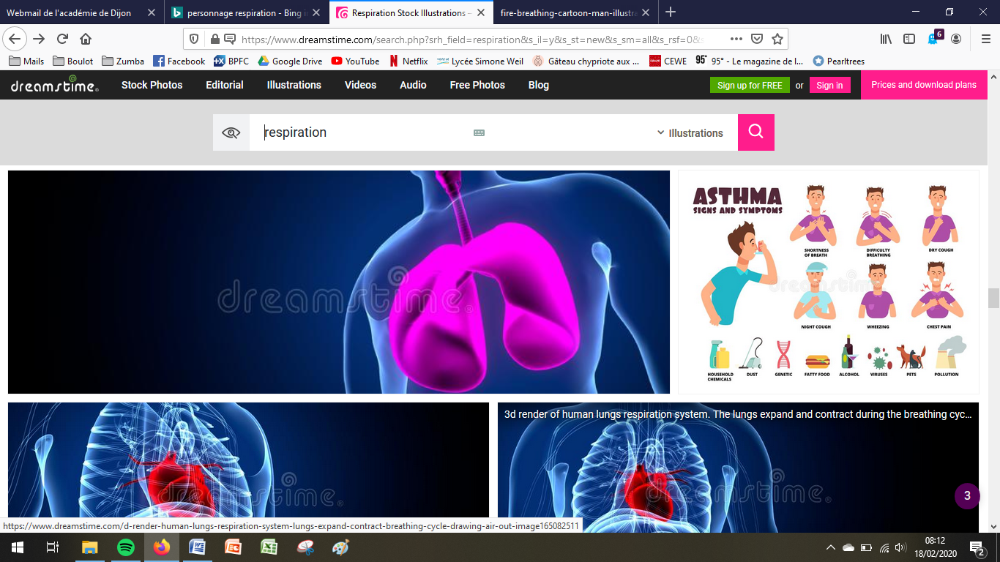 Webmail de l'académie de Dijon
personnage respiration - Bing i
Respiration Stock Illustrations –
fire-breathing-cartoon-man-illustra
https://www.dreamstime.com/search.php?srh_field=respiration&s_il=y&s_st=new&s_sm=all&s_rsf=0&s
6
Mails
Boulot
Zumba
Facebook
BPFC
Google Drive
YouTube
Netflix
Lycée Simone Weil
Gâteau chypriote aux ...
CEWE
95° - Le magazine de l...
Pearltrees
dreamstime.
Stock Photos
Editorial
Illustrations
Videos
Audio
Free Photos
Blog
Sign up for FREE
or
Sign in
Prices and download plans
respiration
Illustrations
dreamstime
ASTHMA
SIGNS AND SYMPTOMS
SHORTNESS
OF BREATH
DIFFICULTY
BREATHING
DRY COUGH
dreamstime
NIGHT COUGH
WHEEZING
CHEST PAIN
HOUSEHOLD
CHEMICALS
DUST
GENETIC
FATTY FOOD
ALCOHOL
VIRUSES
PETS
POLLUTION
dreamstime.
3d render of human lungs respiration system. The lungs expand and contract during the breathing cyc...
dreamstime.
3
https://www.dreamstime.com/d-render-human-lungs-respiration-system-lungs-expand-contract-breathing-cycle-drawing-air-out-image165082511
08:12
18/02/2020
2